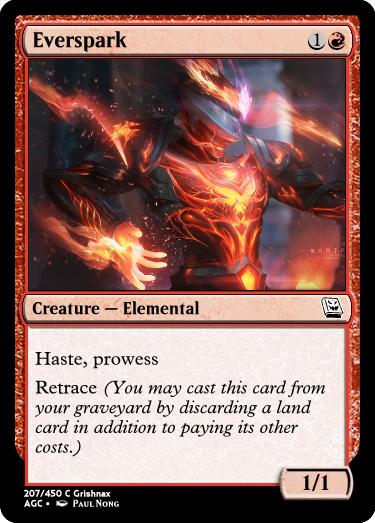 Everspark
1
©ARTF
Creature — Elemental
Haste, prowess
Retrace (You may cast this card from
your graveyard by discarding a land
card in addition to paying its other
costs.)
1/1
207/450 C Grishnax
AGC • Paul Nong